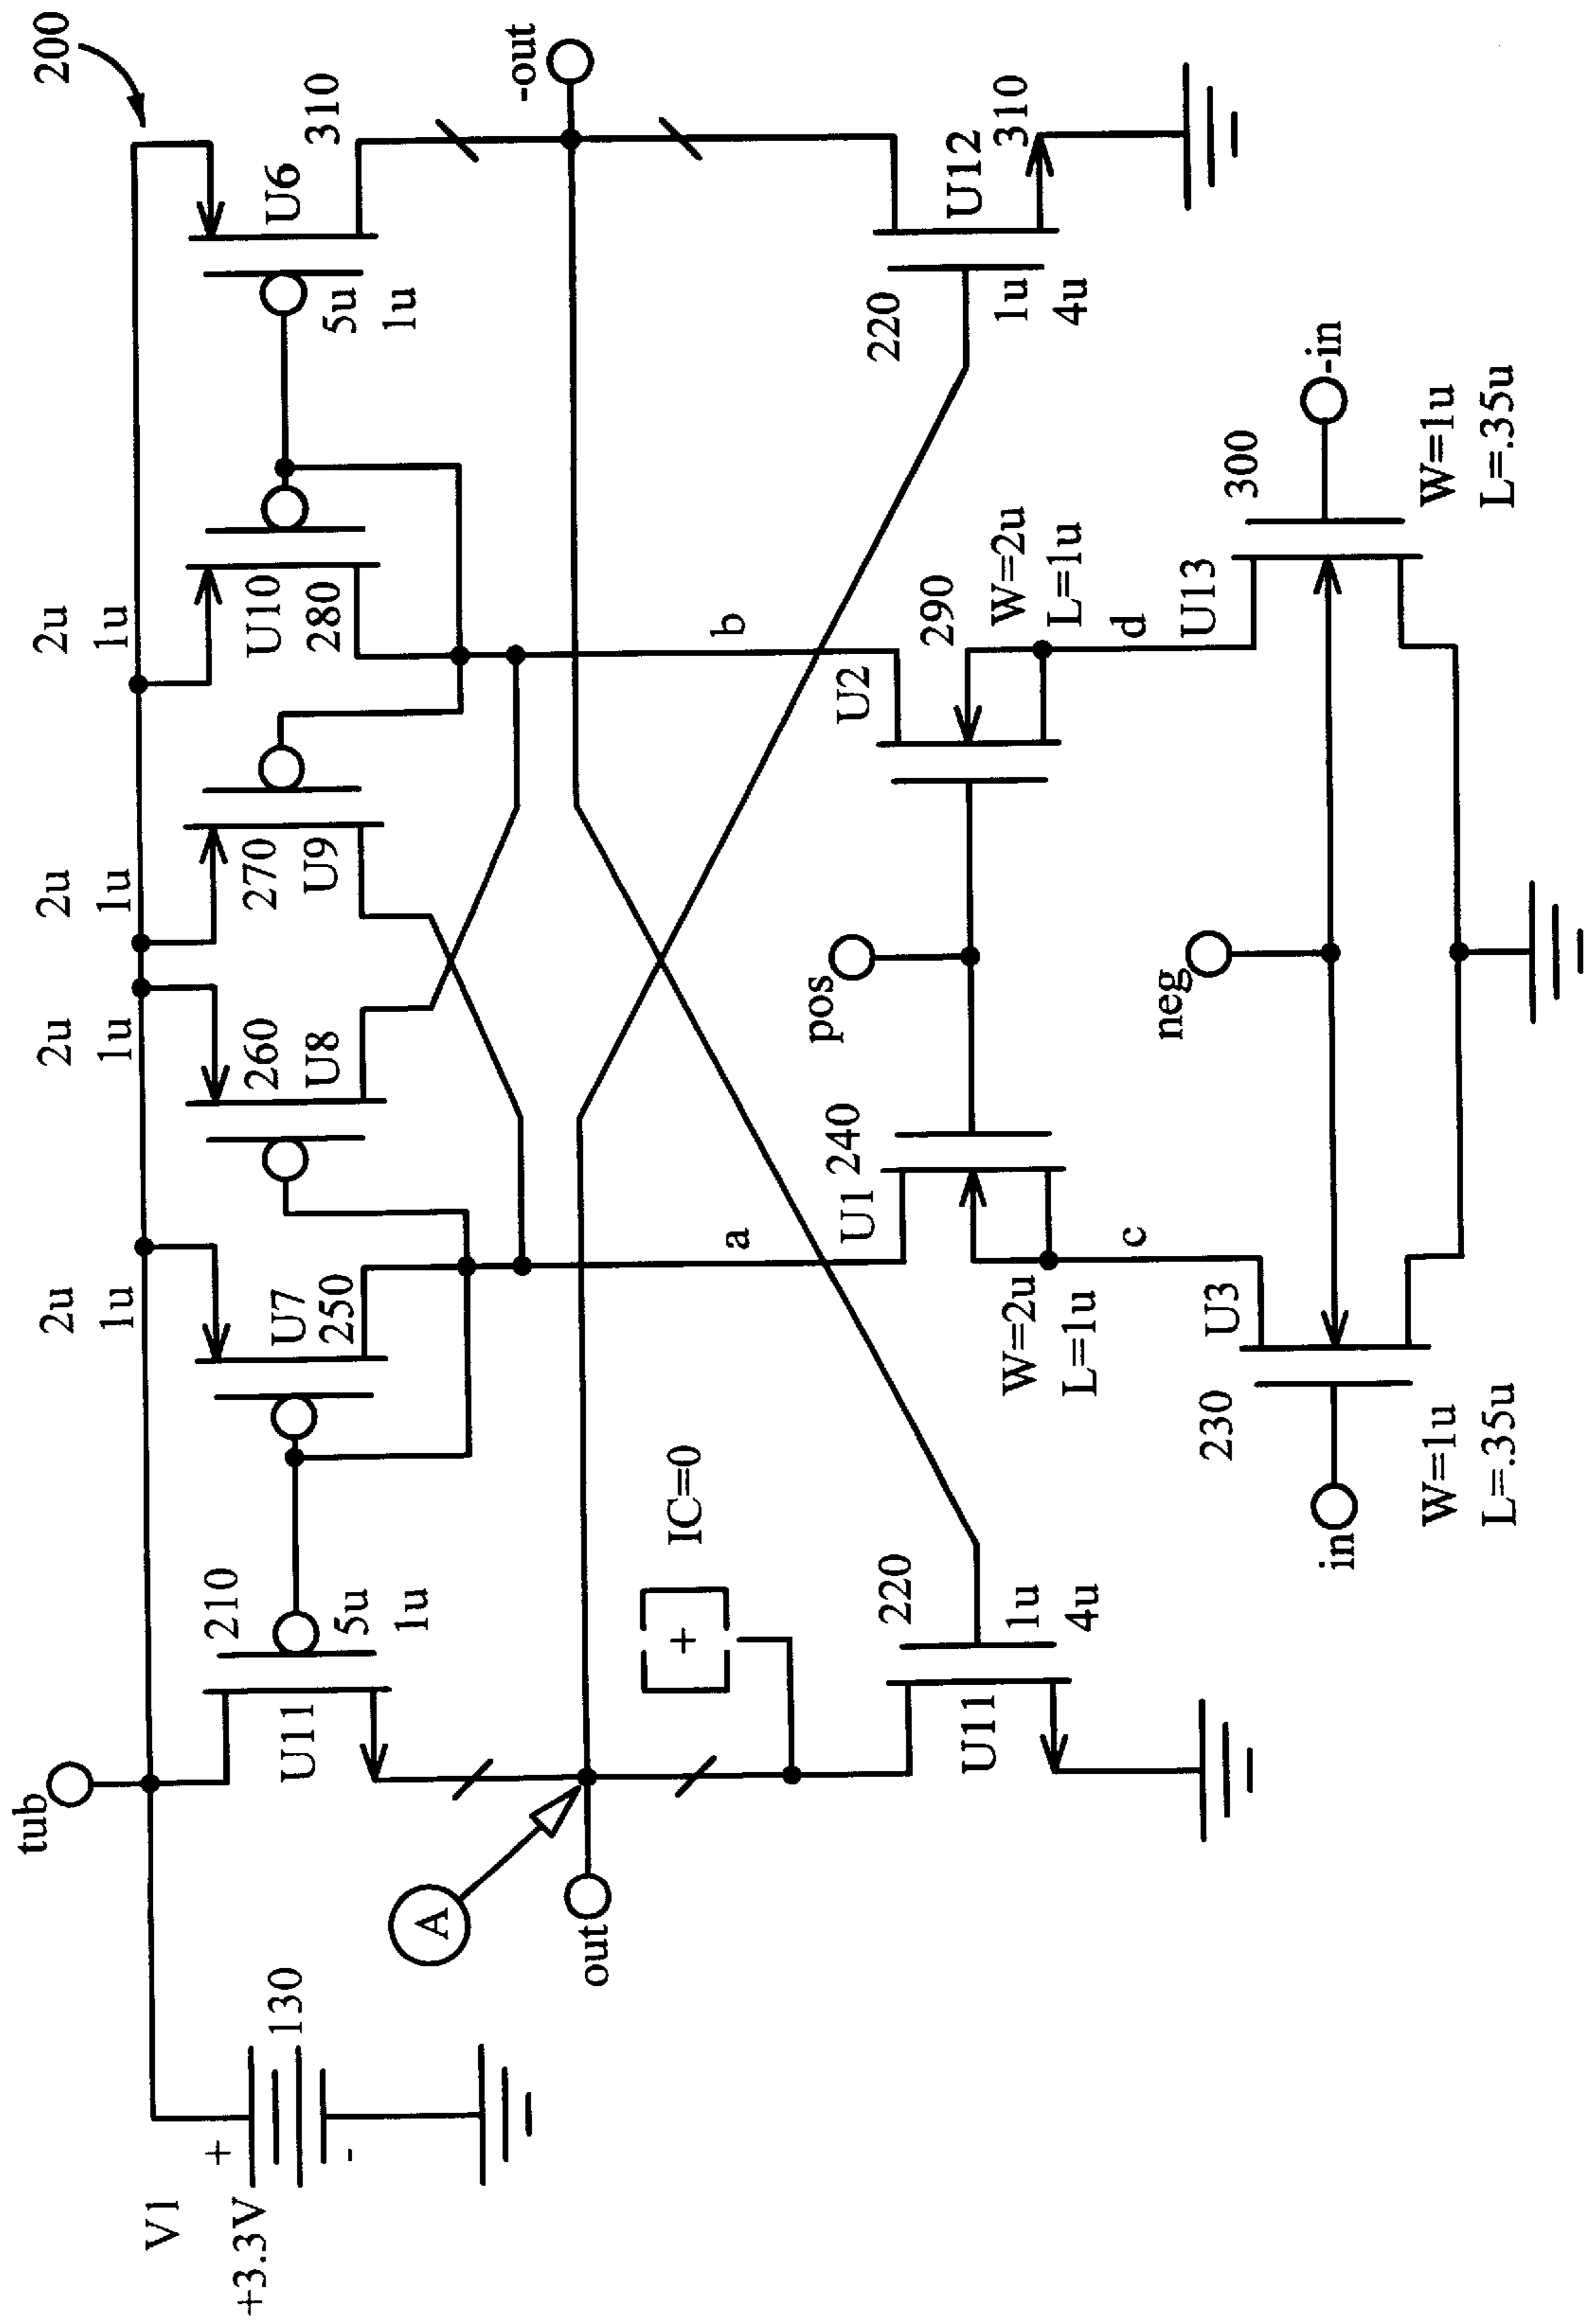 200
tub
V1
+
+3.3V
-
130
2u
1u
2u
1u
2u
1u
2u
1u
210
U11
5u
1u
U7
250
260
U8
270
U9
U10
280
U6
310
5u
1u
A
out
-out
IC=0
+
a
b
220
U11
1u
4u
U1
240
W=2u
L=1u
pos
U2
290
W=2u
L=1u
220
U12
310
1u
4u
c
d
neg
230
U3
in
W=1u
L=.35u
U13
300
-in
W=1u
L=.35u